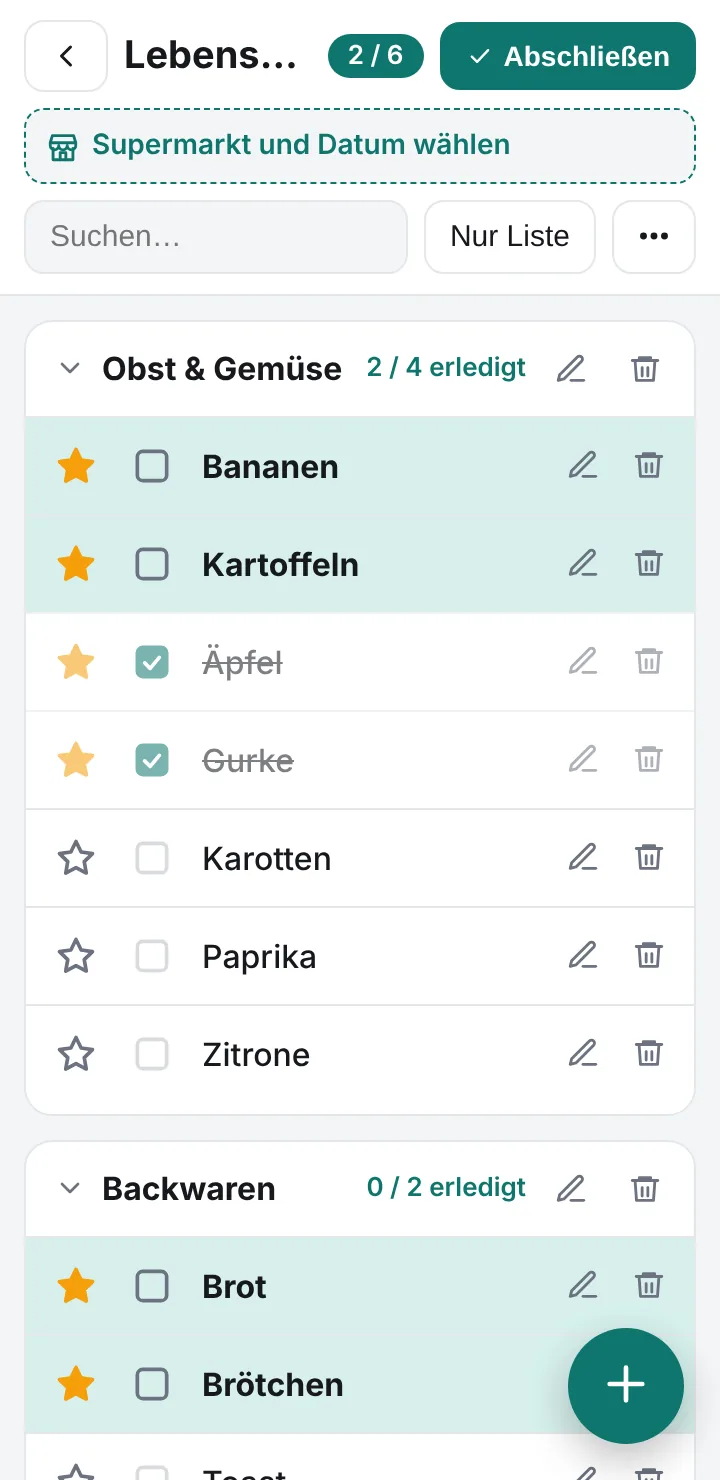 Lebens...
2 / 6
Abschließen
Supermarkt und Datum wählen
Suchen...
Nur Liste
Obst & Gemüse
2 / 4 erledigt
Bananen
Kartoffeln
Äpfel
Gurke
Karotten
Paprika
Zitrone
Backwaren
0 / 2 erledigt
Brot
Brötchen